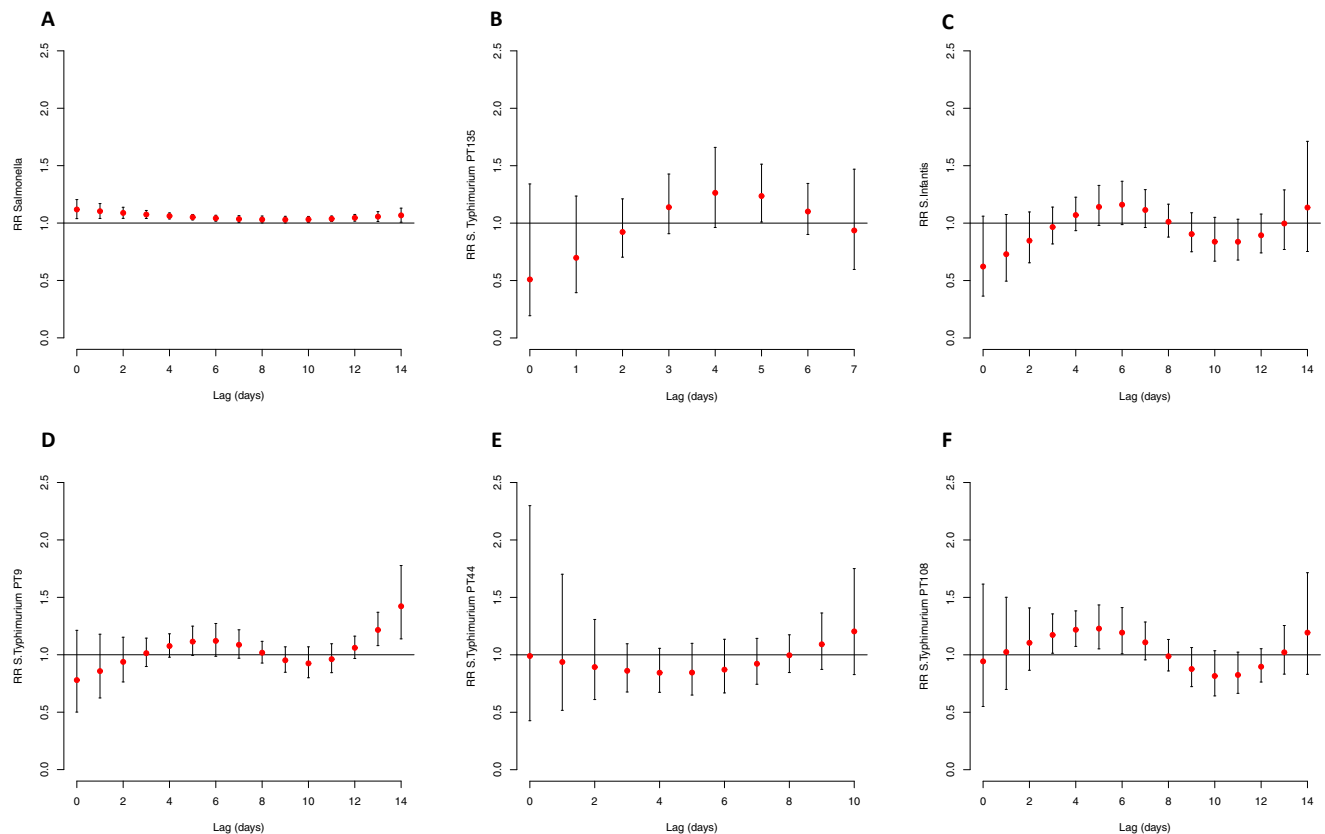 A
RR Salmonella
0.0 0.5 1.0 1.5 2.0 2.5
0 2 4 6 8 10 12 14
Lag (days)
B
RR S. Typhimurium PT135
0.0 0.5 1.0 1.5 2.0 2.5
0 1 2 3 4 5 6 7
Lag (days)
C
RR S.Infantis
0.0 0.5 1.0 1.5 2.0 2.5
0 2 4 6 8 10 12 14
Lag (days)
D
RR S.Typhimurium PT9
0.0 0.5 1.0 1.5 2.0 2.5
0 2 4 6 8 10 12 14
Lag (days)
E
RR S.Typhimurium PT44
0.0 0.5 1.0 1.5 2.0 2.5
0 2 4 6 8 10
Lag (days)
F
RR S.Typhimurium PT108
0.0 0.5 1.0 1.5 2.0 2.5
0 2 4 6 8 10 12 14
Lag (days)